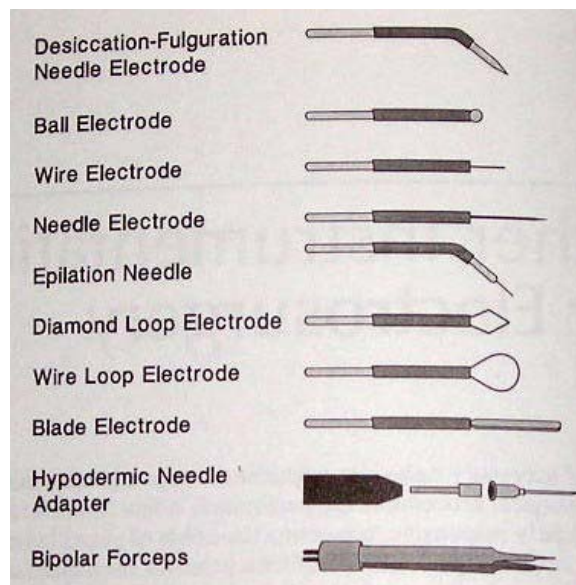 Desiccation-Fulguration
Needle Electrode
Ball Electrode
Wire Electrode
Needle Electrode
Epilation Needle
Diamond Loop Electrode
Wire Loop Electrode
Blade Electrode
Hypodermic Needle
Adapter
Bipolar Forceps